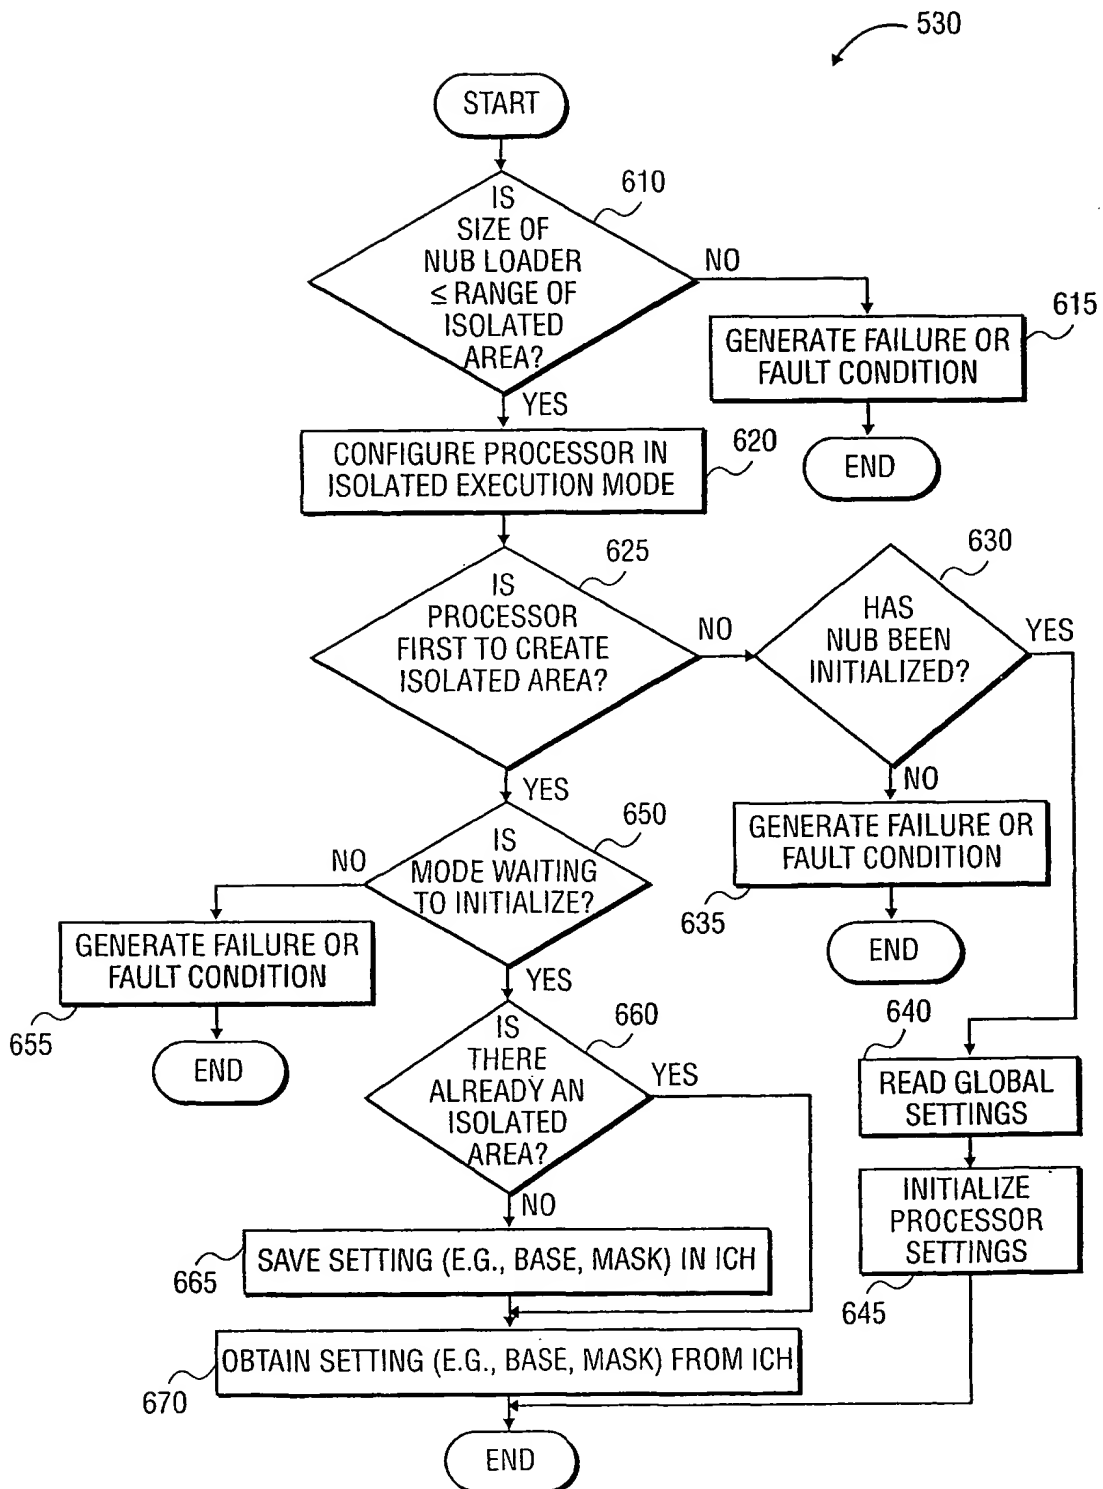 530
START
610
IS
SIZE OF
NUB LOADER
≤ RANGE OF
ISOLATED
AREA?
NO
615
GENERATE FAILURE OR
FAULT CONDITION
END
YES
620
CONFIGURE PROCESSOR IN
ISOLATED EXECUTION MODE
625
IS
PROCESSOR
FIRST TO CREATE
ISOLATED AREA?
NO
630
HAS
NUB BEEN
INITIALIZED?
YES
NO
GENERATE FAILURE OR
FAULT CONDITION
635
END
YES
650
IS
MODE WAITING
TO INITIALIZE?
NO
GENERATE FAILURE OR
FAULT CONDITION
655
END
YES
660
IS
THERE
ALREADY AN
ISOLATED
AREA?
YES
640
READ GLOBAL
SETTINGS
INITIALIZE
PROCESSOR
SETTINGS
645
NO
SAVE SETTING (E.G., BASE, MASK) IN ICH
665
OBTAIN SETTING (E.G., BASE, MASK) FROM ICH
670
END